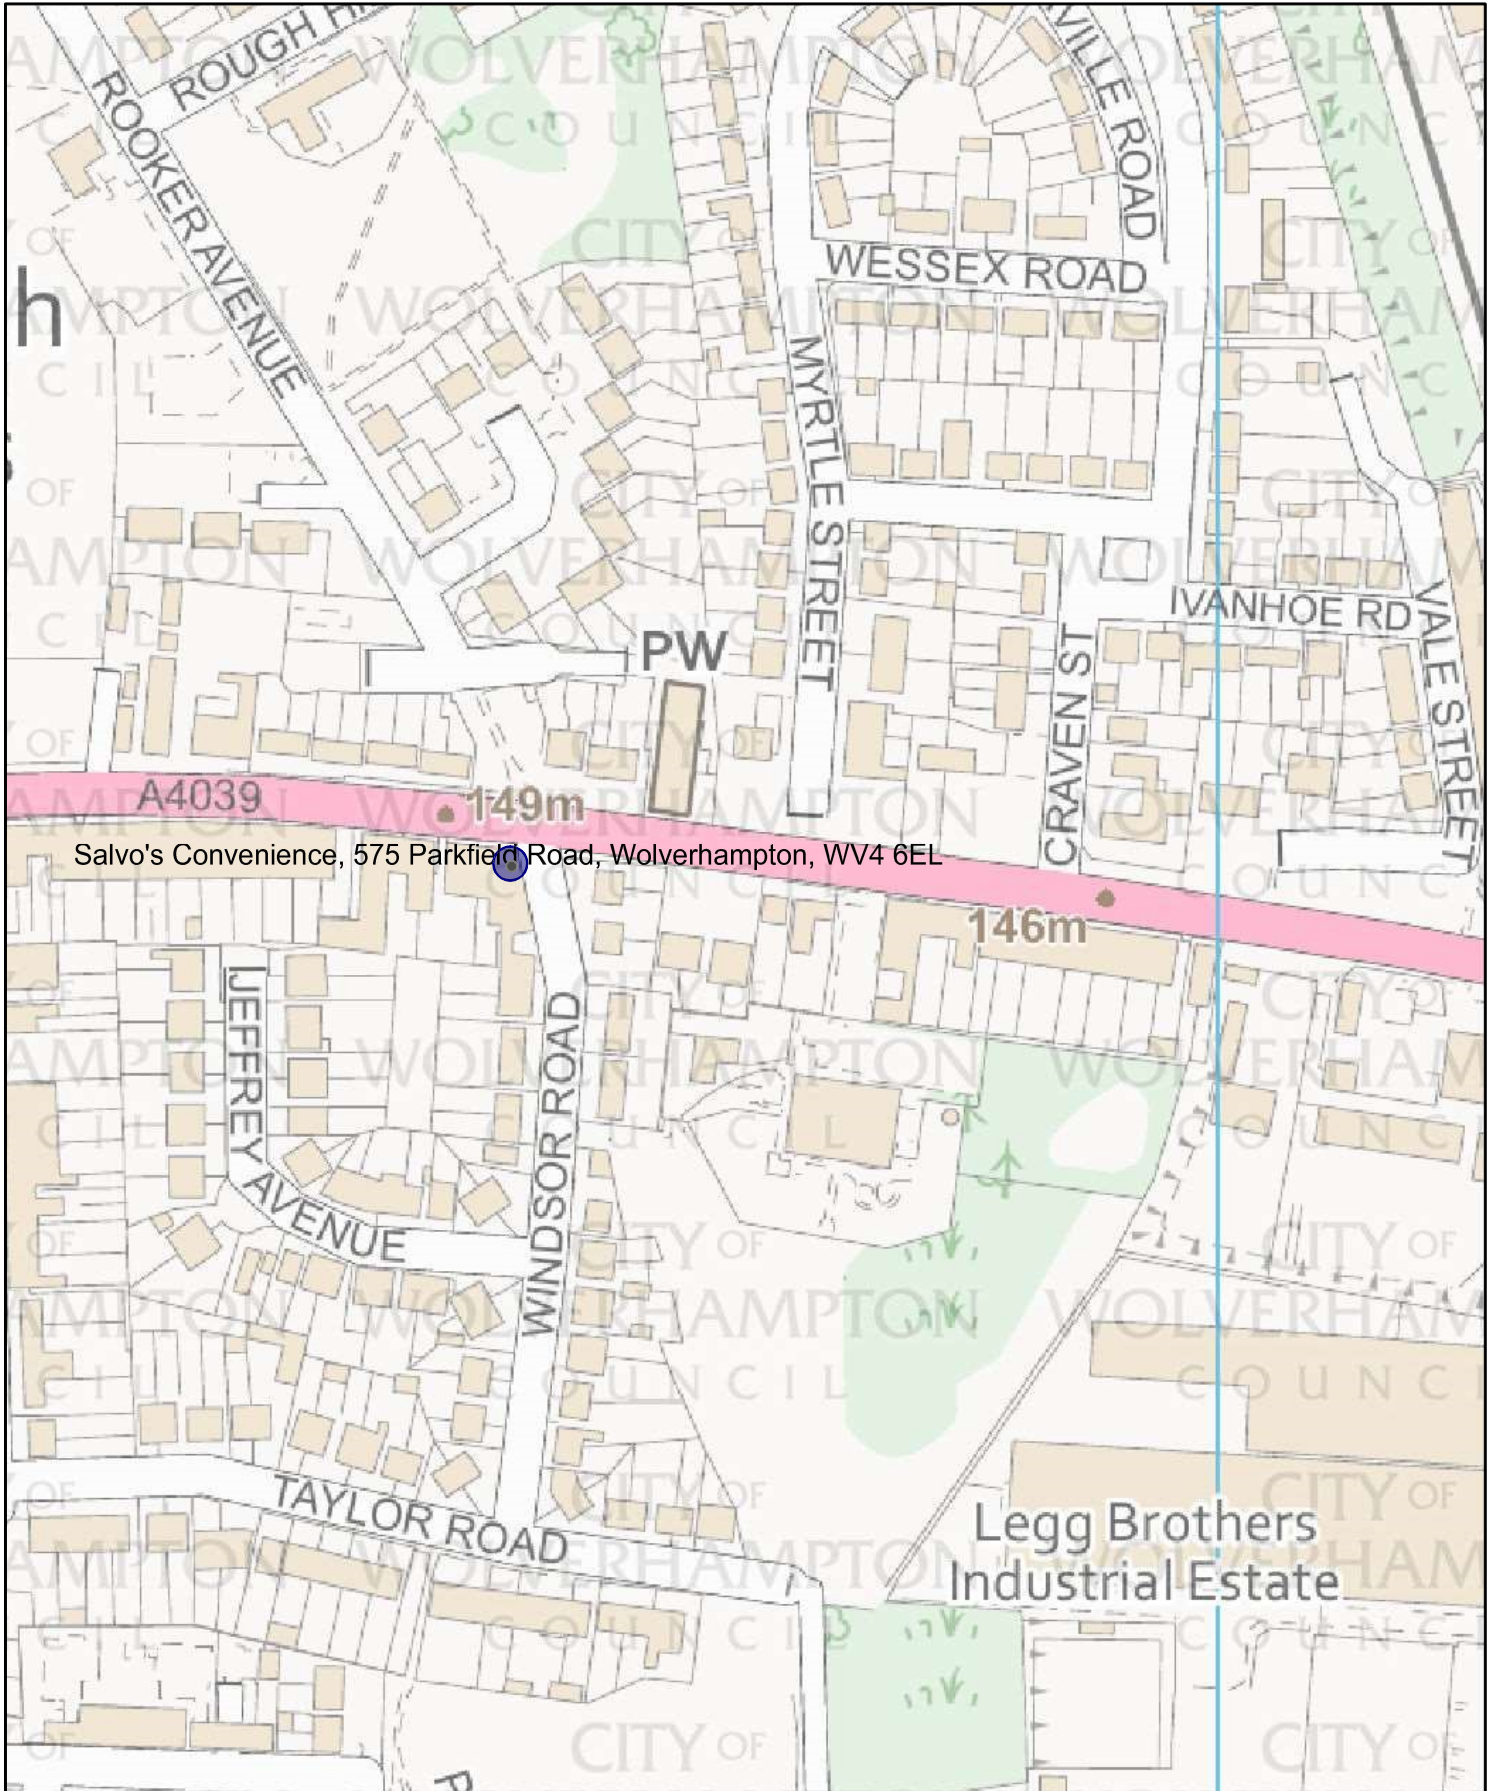 ROUGH
ROOKER AVENUE
VILLE ROAD
WESSEX ROAD
h
MYRTLE STREET
IVANHOE RD
VALE STREET
CRAVEN ST
PW
A4039
149m
Salvo's Convenience, 575 Parkfield Road, Wolverhampton, WV4 6EL
146m
JEFFREY
AVENUE
WINDSOR ROAD
TAYLOR ROAD
Legg Brothers
Industrial Estate
CITY OF
WOLVERHAMPTON
COUNCIL